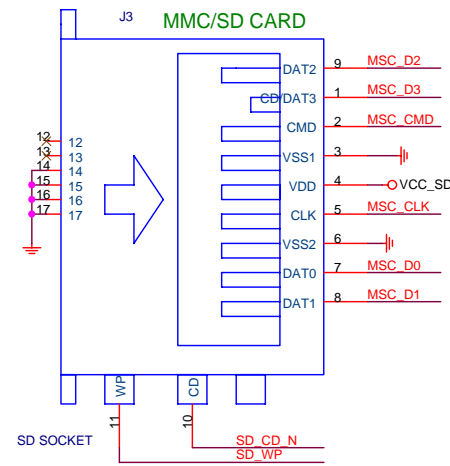 J3 MMC/SD CARD
DAT2 9 MSC_D2
CD/DAT3 1 MSC_D3
CMD 2 MSC_CMD
VSS1 3
VDD 4 VCC_SD
CLK 5 MSC_CLK
VSS2 6
DAT0 7 MSC_D0
DAT1 8 MSC_D1
12 12
13 13
14 14
15 15
16 16
17 17
WP CD
11 10
SD SOCKET SD_CD_N
SD_WP